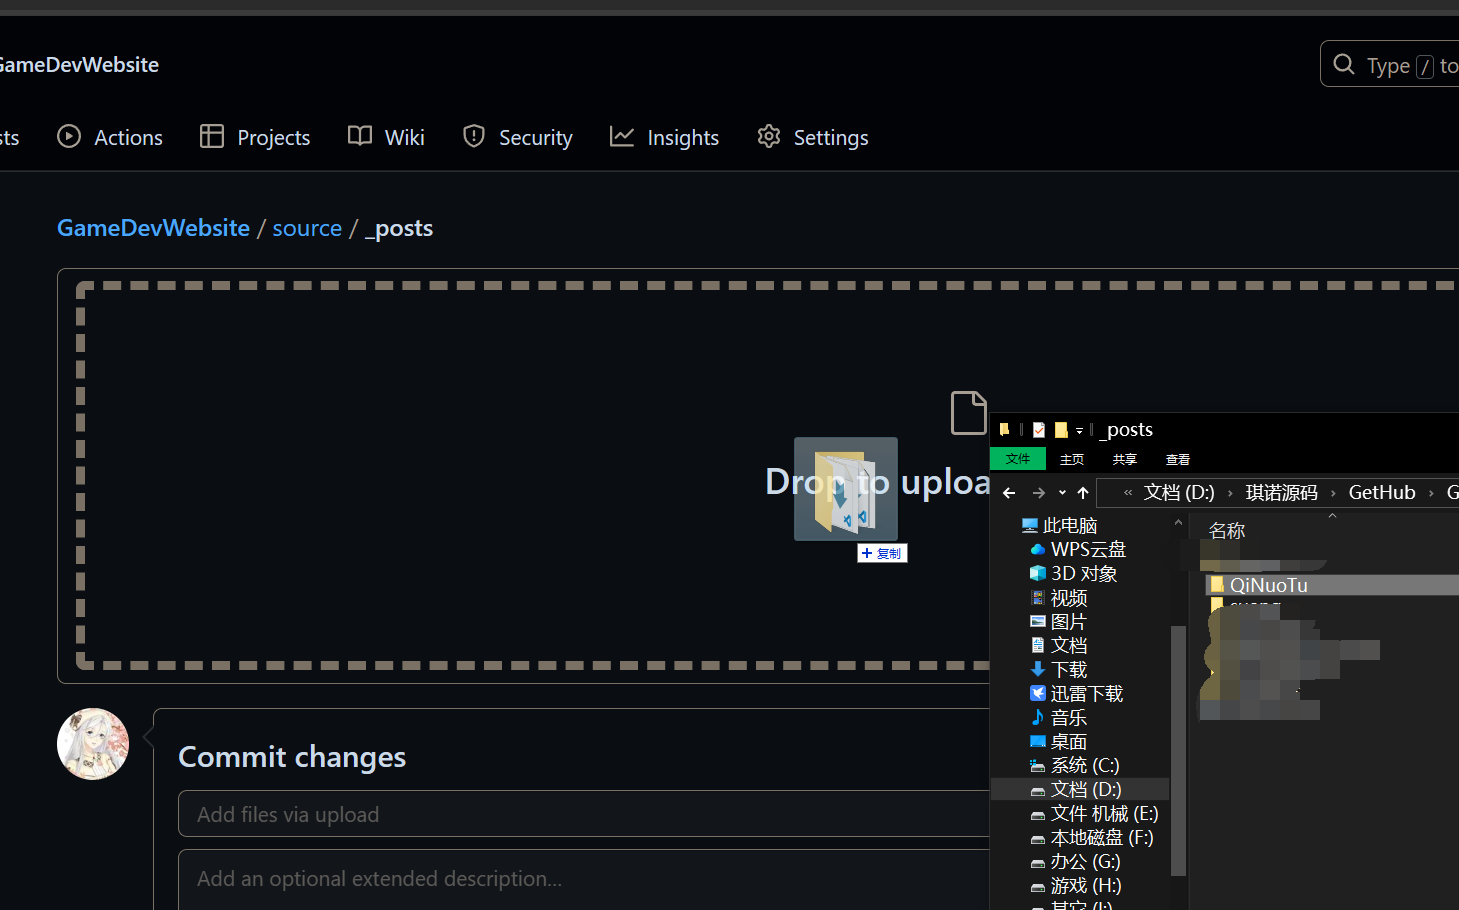 GameDevWebsite
Type / to
sts
Actions
Projects
Wiki
Security
Insights
Settings
GameDevWebsite / source / _posts
Drop to uploa
复制
Commit changes
Add files via upload
Add an optional extended description...
_posts
文件 主页 共享 查看
« 文档 (D:) › 琪诺源码 › GetHub › G
此电脑
WPS云盘
3D 对象
视频
图片
文档
下载
迅雷下载
音乐
桌面
系统 (C:)
文档 (D:)
文件 机械 (E:)
本地磁盘 (F:)
办公 (G:)
游戏 (H:)
其它 (I:)
名称
QiNuoTu